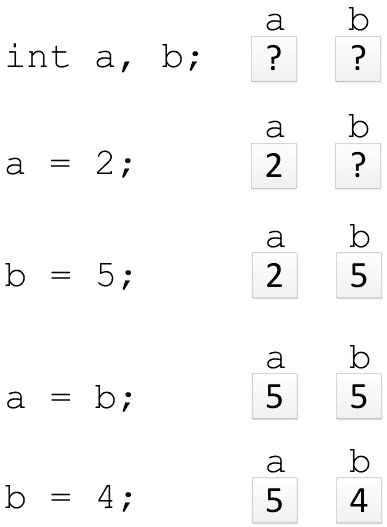 a b
int a, b; ? ?
a b
a = 2; 2 ?
a b
b = 5; 2 5
a b
a = b; 5 5
a b
b = 4; 5 4